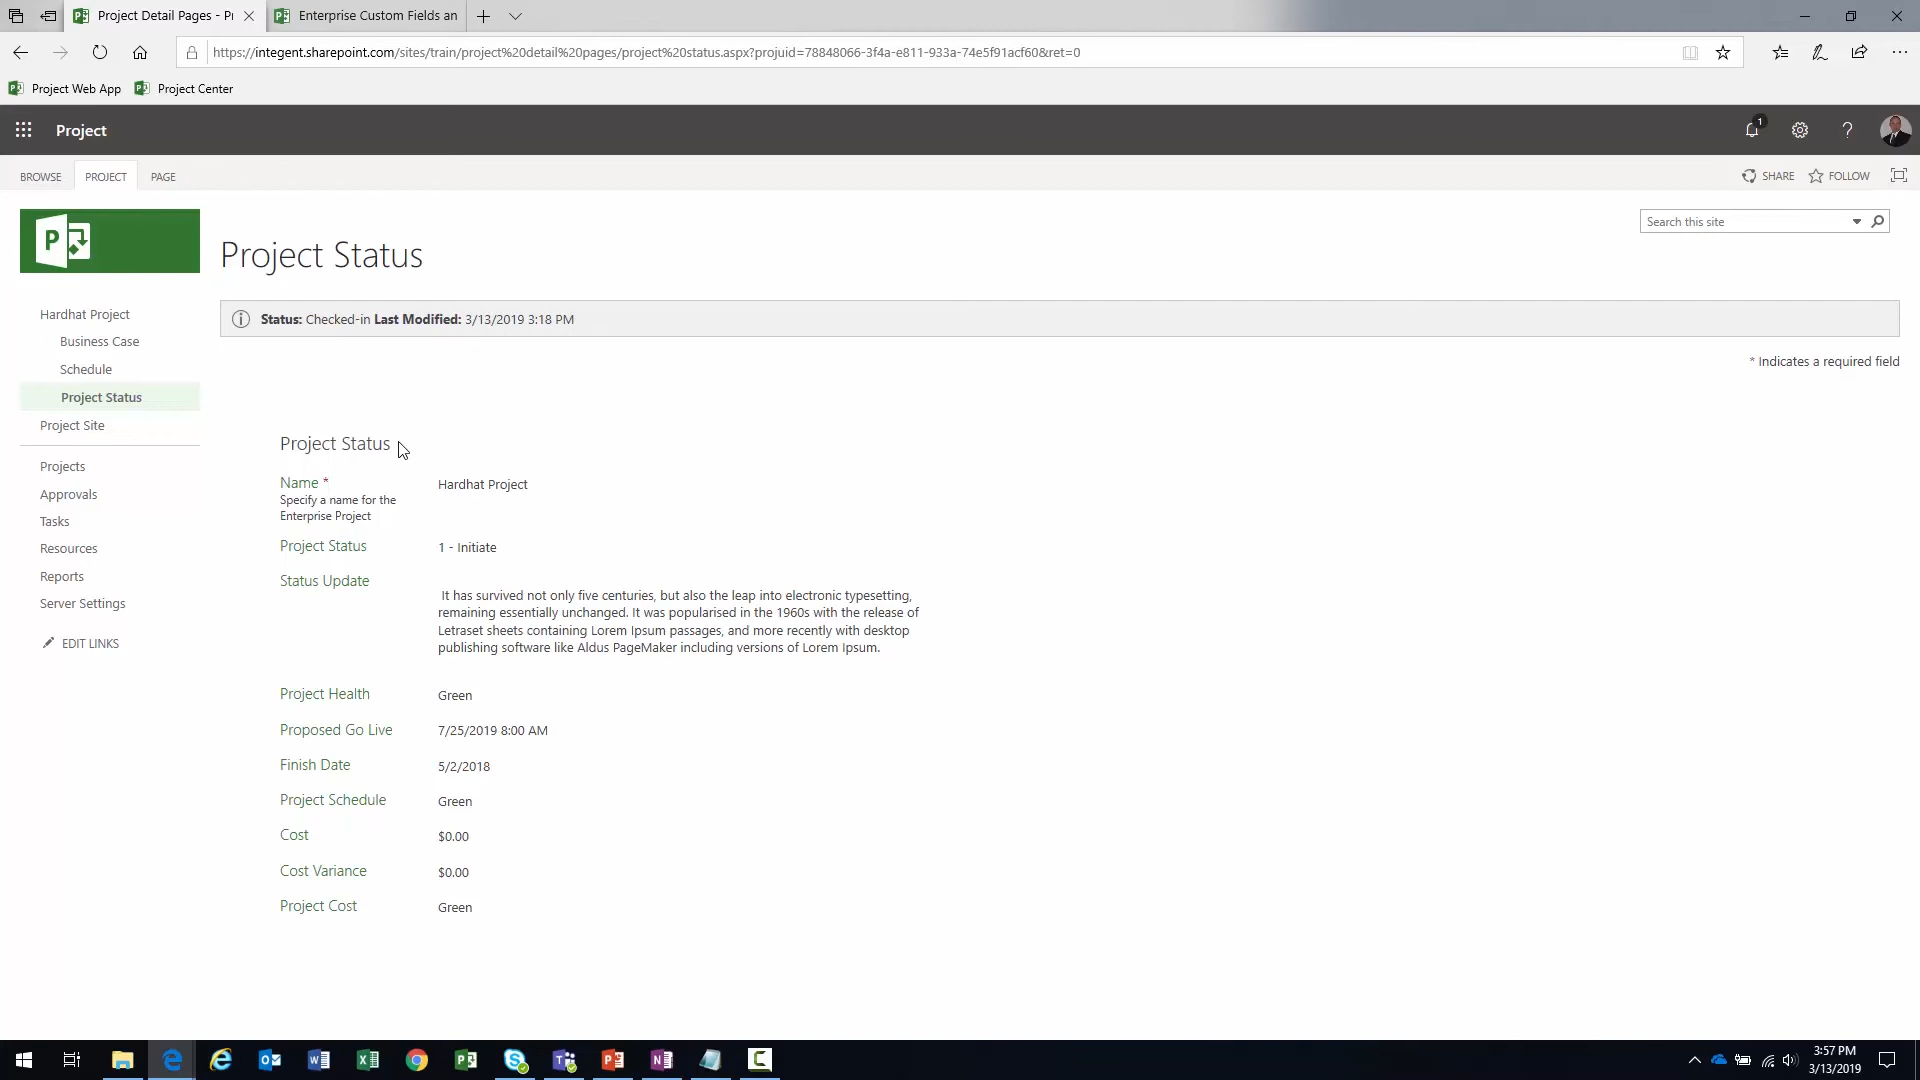 Project Detail Pages - Pr
Enterprise Custom Fields an
https://integent.sharepoint.com/sites/train/project%20detail%20pages/project%20status.aspx?projuid=78848066-3f4a-e811-933a-74e5f91acf60&ret=0
Project Web App
Project Center
Project
1
?
BROWSE
PROJECT
PAGE
SHARE
FOLLOW
P
Search this site
Project Status
Hardhat Project
Business Case
Schedule
Project Status
Project Site
Projects
Approvals
Tasks
Resources
Reports
Server Settings
EDIT LINKS
Status: Checked-in Last Modified: 3/13/2019 3:18 PM
* Indicates a required field
Project Status
Name *
Specify a name for the
Enterprise Project
Hardhat Project
Project Status
1 - Initiate
Status Update
It has survived not only five centuries, but also the leap into electronic typesetting,
remaining essentially unchanged. It was popularised in the 1960s with the release of
Letraset sheets containing Lorem Ipsum passages, and more recently with desktop
publishing software like Aldus PageMaker including versions of Lorem Ipsum.
Project Health
Green
Proposed Go Live
7/25/2019 8:00 AM
Finish Date
5/2/2018
Project Schedule
Green
Cost
$0.00
Cost Variance
$0.00
Project Cost
Green
3:57 PM
3/13/2019